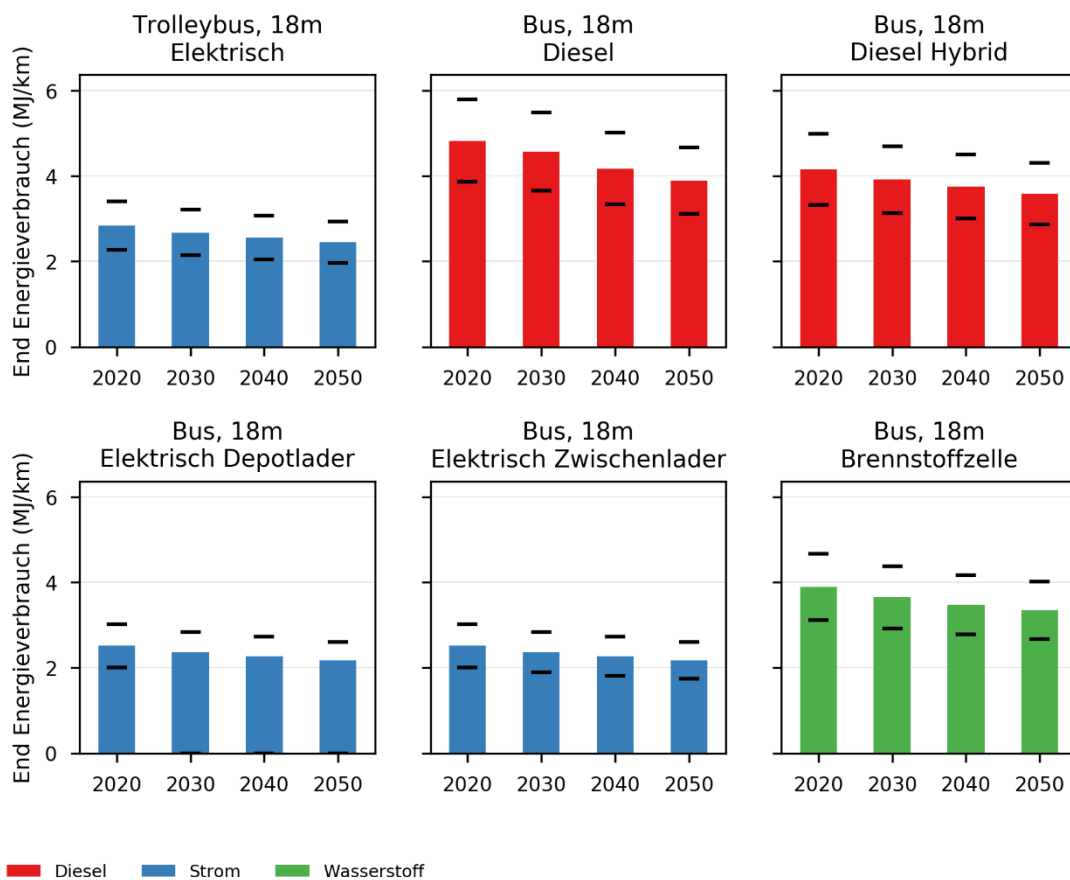 Trolleybus, 18m
Elektrisch
Bus, 18m
Diesel
Bus, 18m
Diesel Hybrid
End Energieverbrauch (MJ/km)
6
4
2
0
2020 2030 2040 2050
2020 2030 2040 2050
2020 2030 2040 2050
Bus, 18m
Elektrisch Depotlader
Bus, 18m
Elektrisch Zwischenlader
Bus, 18m
Brennstoffzelle
End Energieverbrauch (MJ/km)
6
4
2
0
2020 2030 2040 2050
2020 2030 2040 2050
2020 2030 2040 2050
Diesel Strom Wasserstoff